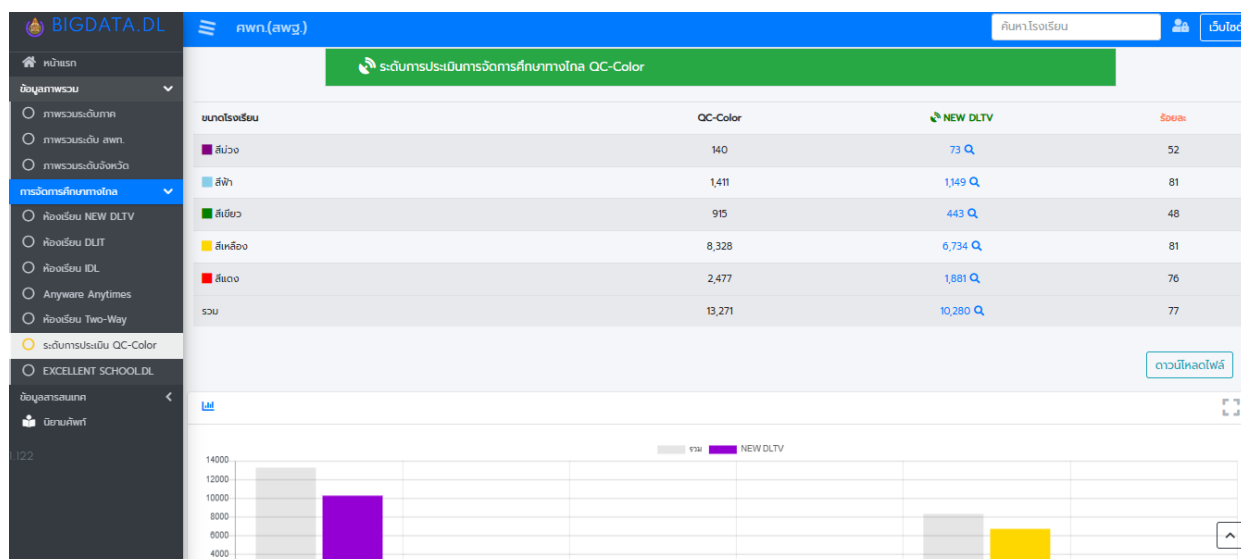 BIGDATA.DL
ศพก.(สพฐ.)
ค้นหาโรงเรียน
เว็บไซต์
หน้าแรก
ข้อมูลภาพรวม
ภาพรวมระดับภาค
ภาพรวมระดับ สพท.
ภาพรวมระดับจังหวัด
การจัดการศึกษาทางไกล
ห้องเรียน NEW DLTV
ห้องเรียน DLIT
ห้องเรียน IDL
Anyware Anytimes
ห้องเรียน Two-Way
ระดับการประเมิน QC-Color
EXCELLENT SCHOOL.DL
ข้อมูลสารสนเทศ
นิยามศัพท์
1.122
ระดับการประเมินการจัดการศึกษาทางไกล QC-Color
ขนาดโรงเรียน QC-Color NEW DLTV ร้อยละ
สีม่วง 140 73 52
สีฟ้า 1,411 1,149 81
สีเขียว 915 443 48
สีเหลือง 8,328 6,734 81
สีแดง 2,477 1,881 76
รวม 13,271 10,280 77
ดาวน์โหลดไฟล์
รวม NEW DLTV
14000
12000
10000
8000
6000
4000